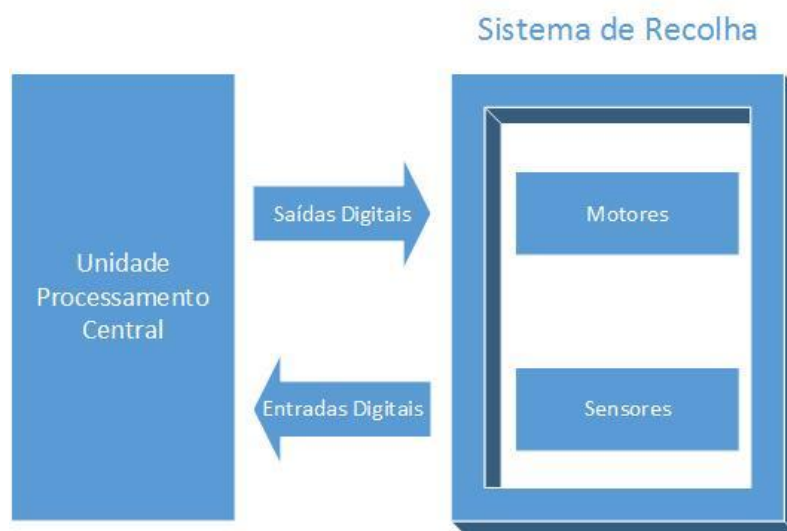 Sistema de Recolha
Saídas Digitais
Motores
Unidade
Processamento
Central
Entradas Digitais
Sensores